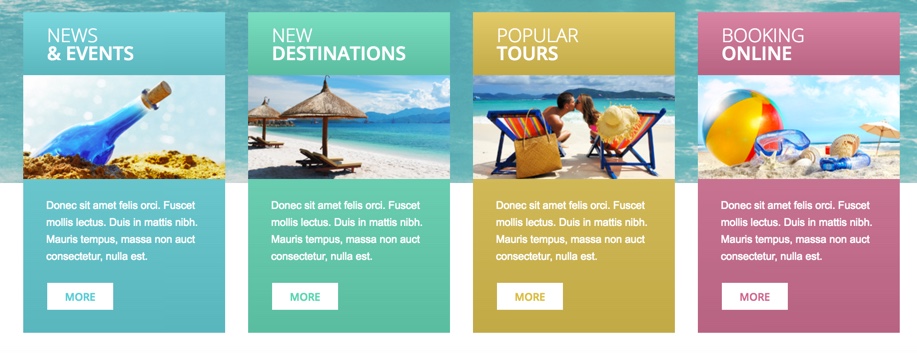 NEWS
& EVENTS
Donec sit amet felis orci. Fuscet
mollis lectus. Duis in mattis nibh.
Mauris tempus, massa non auct
consectetur, nulla est.
MORE
NEW
DESTINATIONS
Donec sit amet felis orci. Fuscet
mollis lectus. Duis in mattis nibh.
Mauris tempus, massa non auct
consectetur, nulla est.
MORE
POPULAR
TOURS
Donec sit amet felis orci. Fuscet
mollis lectus. Duis in mattis nibh.
Mauris tempus, massa non auct
consectetur, nulla est.
MORE
BOOKING
ONLINE
Donec sit amet felis orci. Fuscet
mollis lectus. Duis in mattis nibh.
Mauris tempus, massa non auct
consectetur, nulla est.
MORE